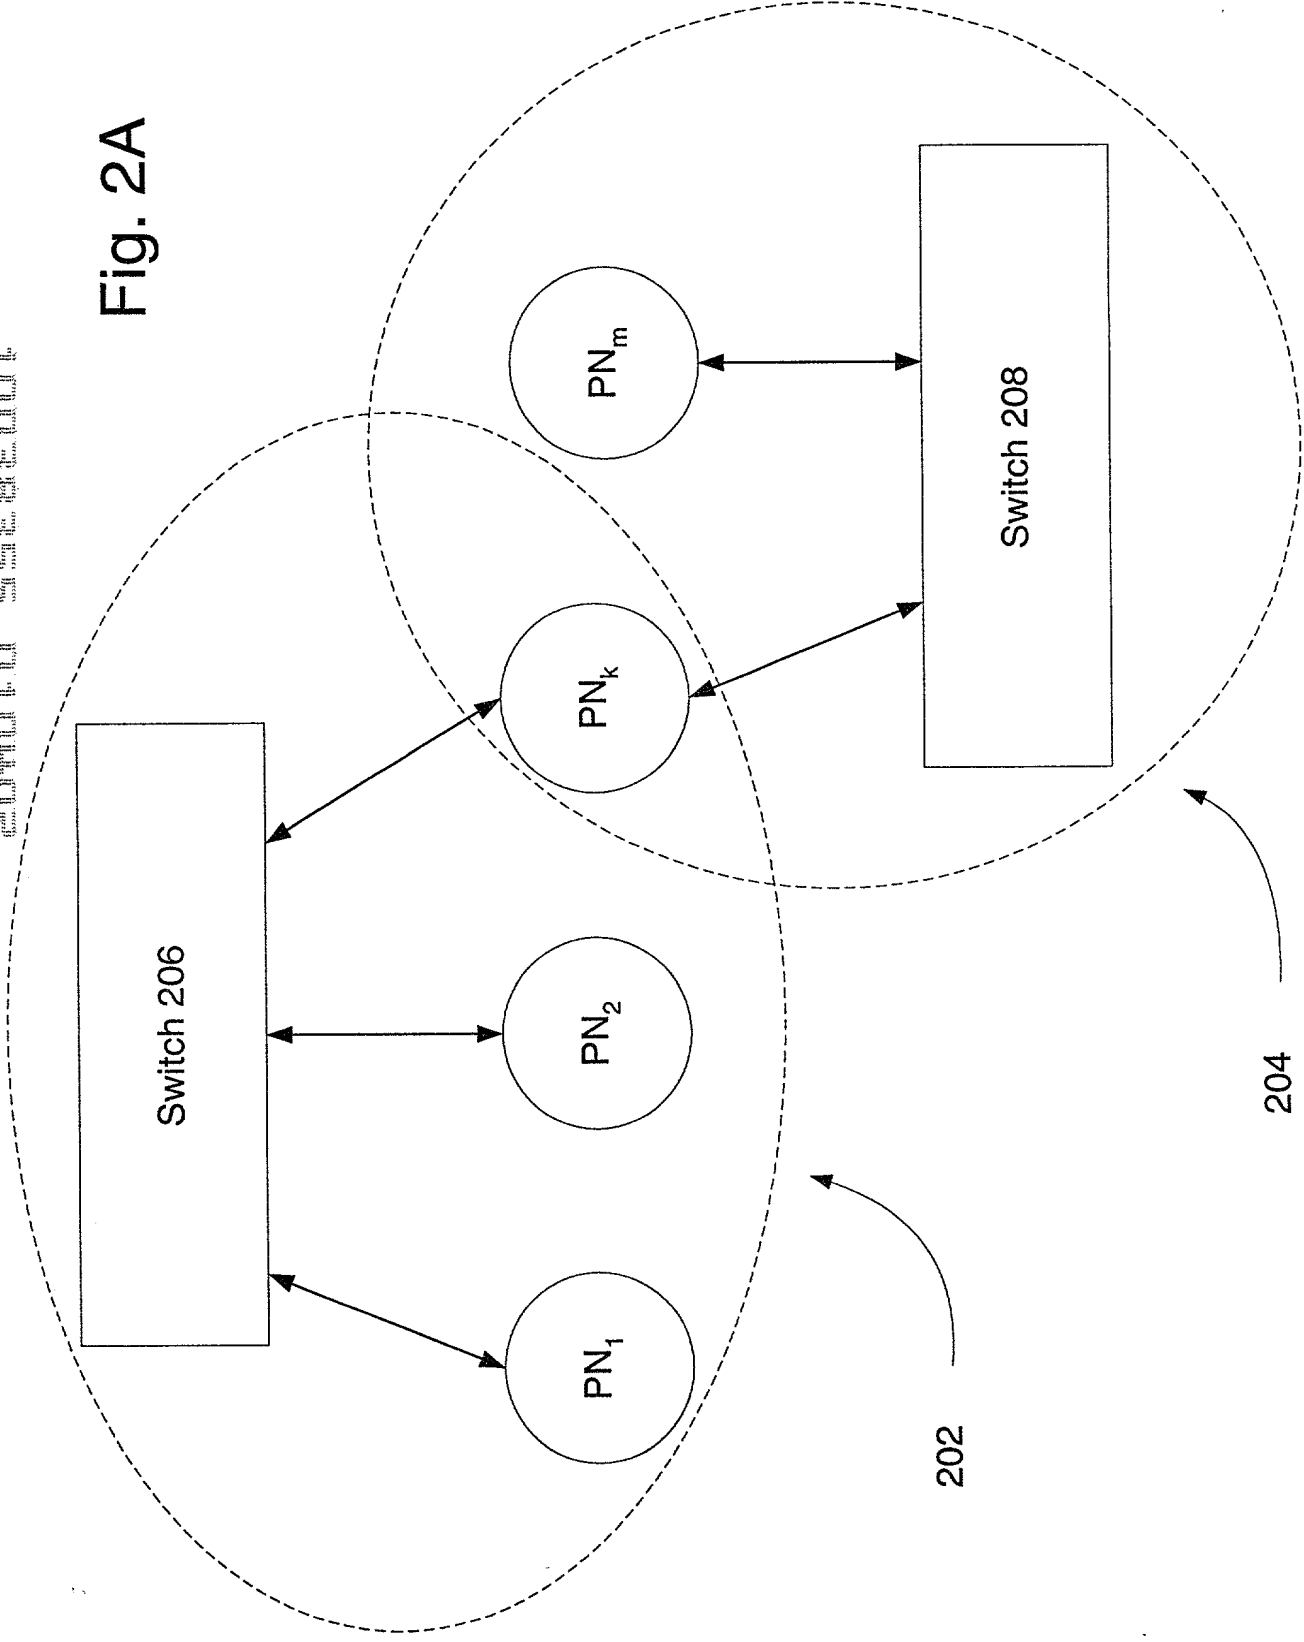 Fig. 2A
Switch 206
PN₁
PN₂
PNₖ
PNₘ
Switch 208
202
204